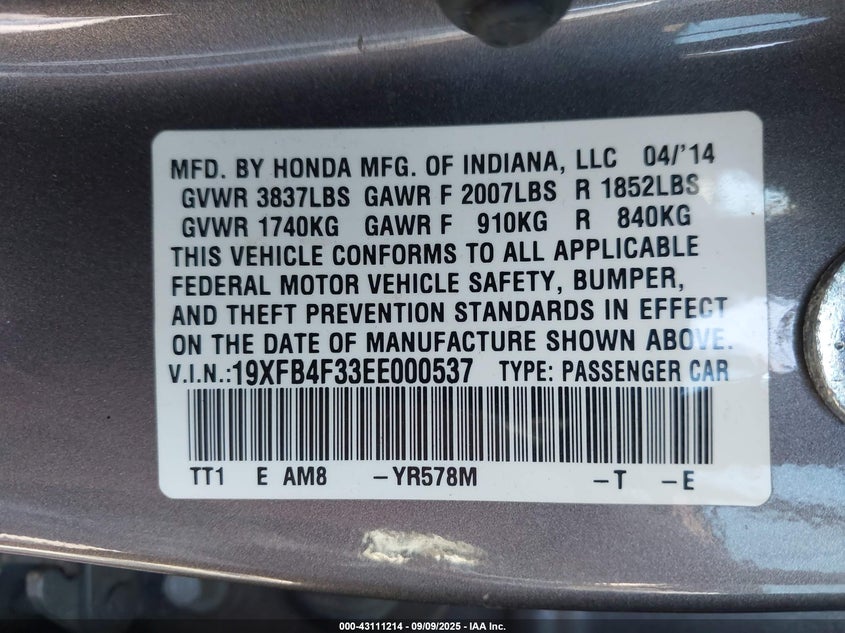 MFD. BY HONDA MFG. OF INDIANA, LLC 04/'14
GVWR 3837LBS GAWR F 2007LBS R 1852LBS
GVWR 1740KG GAWR F 910KG R 840KG
THIS VEHICLE CONFORMS TO ALL APPLICABLE
FEDERAL MOTOR VEHICLE SAFETY, BUMPER,
AND THEFT PREVENTION STANDARDS IN EFFECT
ON THE DATE OF MANUFACTURE SHOWN ABOVE.
V.I.N.:19XFB4F33EE000537 TYPE: PASSENGER CAR
TT1 E AM8 –YR578M –T –E
000-43111214 - 09/09/2025 - IAA Inc.